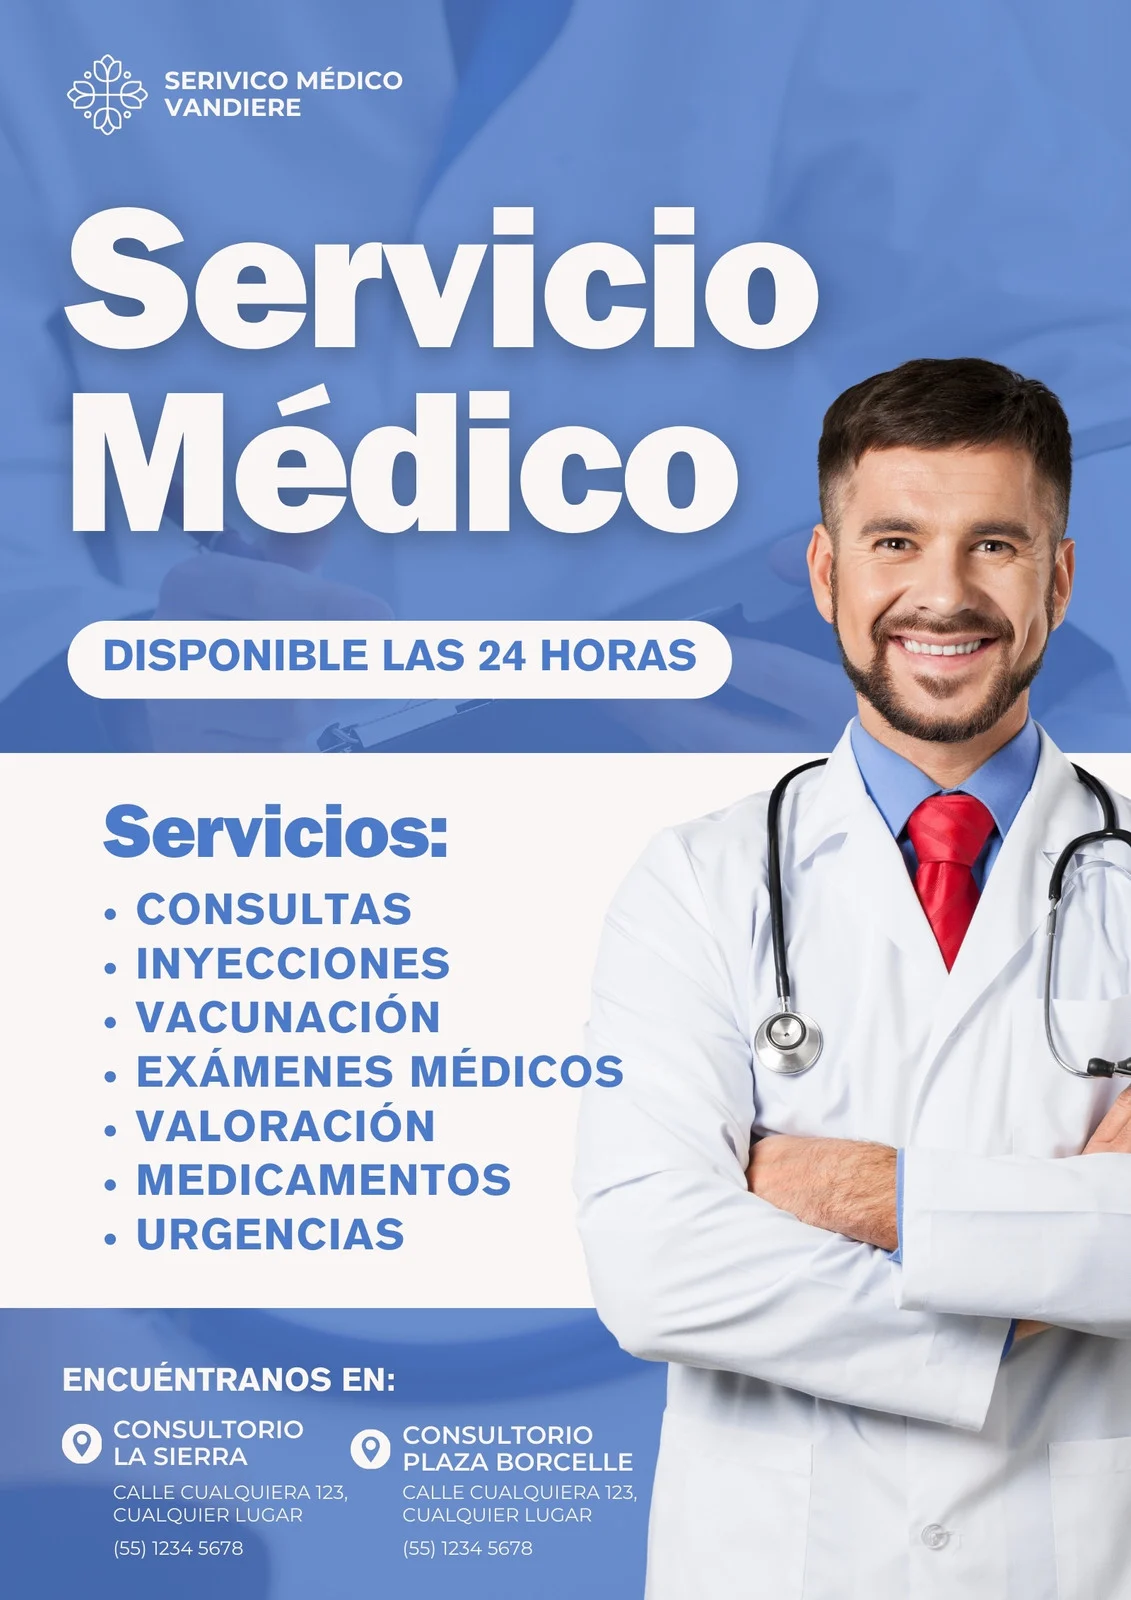 SERIVICO MÉDICO
VANDIERE
Servicio
Médico
DISPONIBLE LAS 24 HORAS
Servicios:
• CONSULTAS
• INYECCIONES
• VACUNACIÓN
• EXÁMENES MÉDICOS
• VALORACIÓN
• MEDICAMENTOS
• URGENCIAS
ENCUÉNTRANOS EN:
CONSULTORIO
LA SIERRA
CALLE CUALQUIERA 123,
CUALQUIER LUGAR
(55) 1234 5678
CONSULTORIO
PLAZA BORCELLE
CALLE CUALQUIERA 123,
CUALQUIER LUGAR
(55) 1234 5678